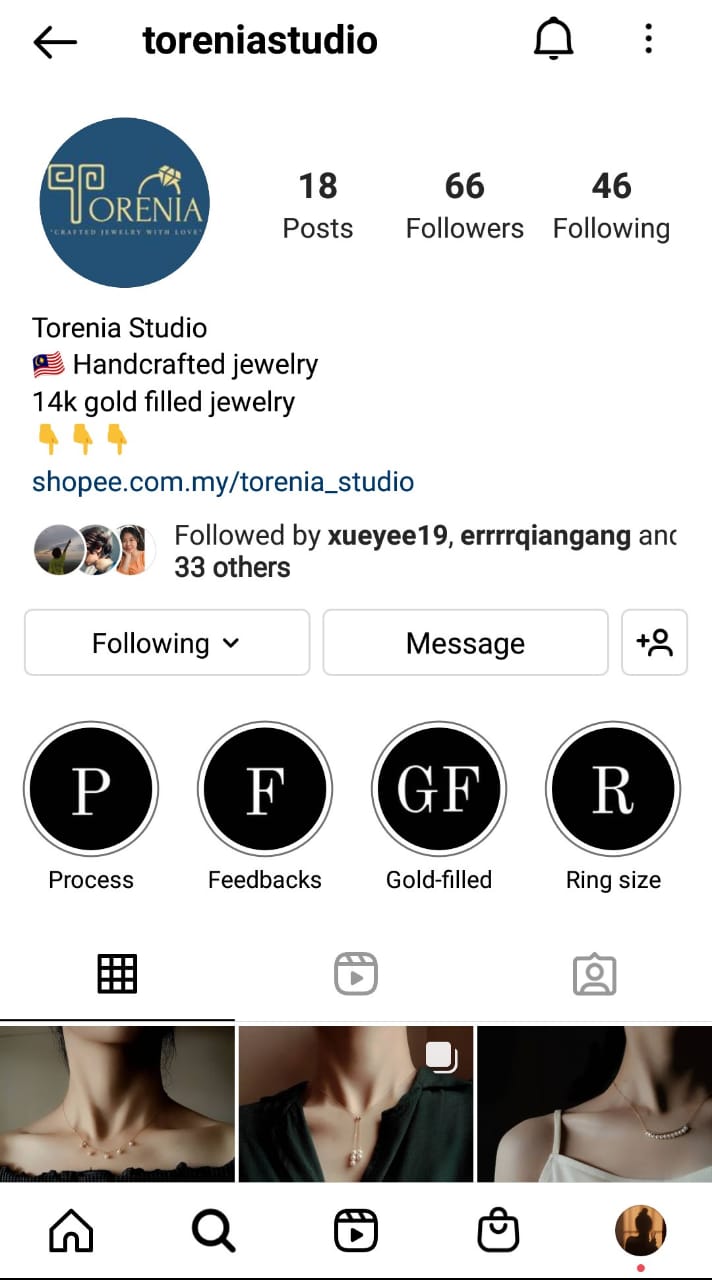 toreniastudio
TORENIA
"CRAFTED JEWELRY WITH LOVE"
18 66 46
Posts Followers Following
Torenia Studio
🇲🇾 Handcrafted jewelry
14k gold filled jewelry
👇👇👇
shopee.com.my/torenia_studio
Followed by xueyee19, errrrqiangang and
33 others
Following Message
P F GF R
Process Feedbacks Gold-filled Ring size